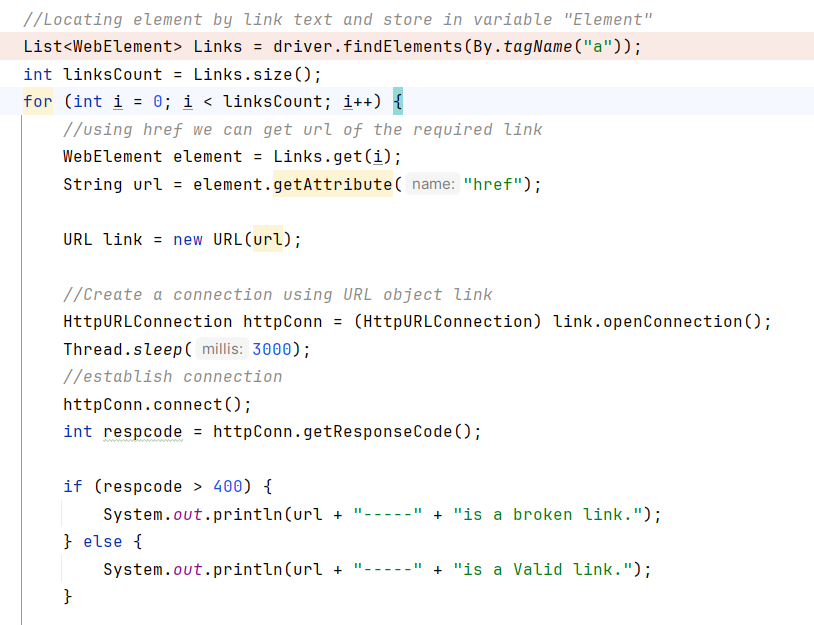 //Locating element by link text and store in variable "Element"
List<WebElement> Links = driver.findElements(By.tagName("a"));
int linksCount = Links.size();
for (int i = 0; i < linksCount; i++) {
//using href we can get url of the required link
WebElement element = Links.get(i);
String url = element.getAttribute( name: "href");
URL link = new URL(url);
//Create a connection using URL object link
HttpURLConnection httpConn = (HttpURLConnection) link.openConnection();
Thread.sleep( millis: 3000);
//establish connection
httpConn.connect();
int respcode = httpConn.getResponseCode();
if (respcode > 400) {
System.out.println(url + "-----" + "is a broken link.");
} else {
System.out.println(url + "-----" + "is a Valid link.");
}